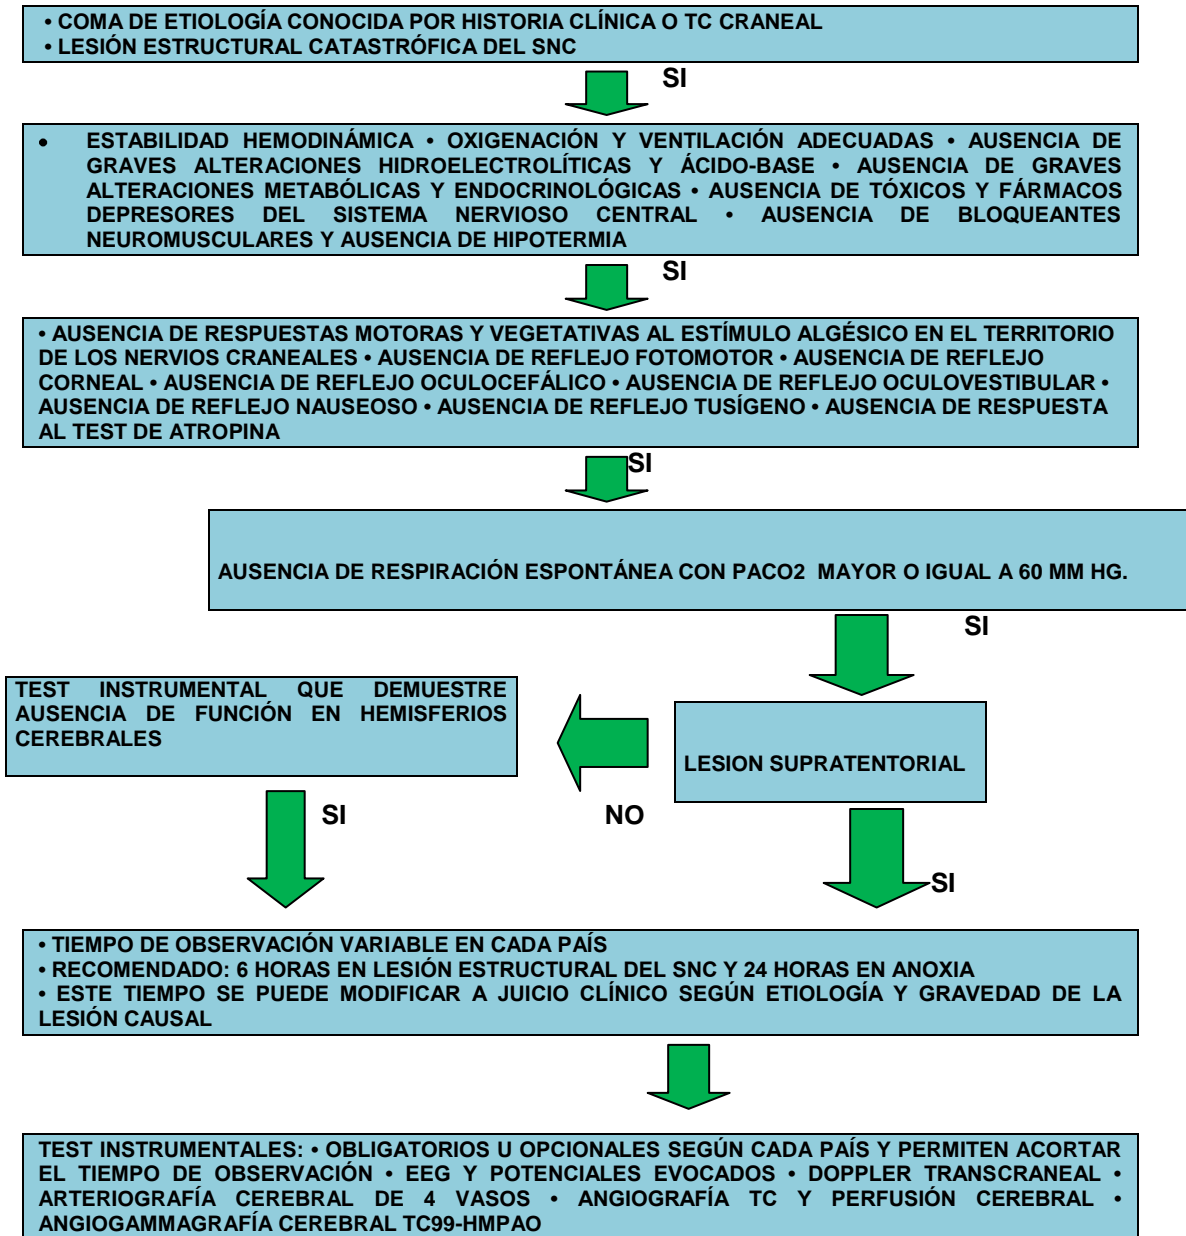 • COMA DE ETIOLOGÍA CONOCIDA POR HISTORIA CLÍNICA O TC CRANEAL
• LESIÓN ESTRUCTURAL CATASTRÓFICA DEL SNC
SI
• ESTABILIDAD HEMODINÁMICA • OXIGENACIÓN Y VENTILACIÓN ADECUADAS • AUSENCIA DE
GRAVES ALTERACIONES HIDROELECTROLÍTICAS Y ÁCIDO-BASE • AUSENCIA DE GRAVES
ALTERACIONES METABÓLICAS Y ENDOCRINOLÓGICAS • AUSENCIA DE TÓXICOS Y FÁRMACOS
DEPRESORES DEL SISTEMA NERVIOSO CENTRAL • AUSENCIA DE BLOQUEANTES
NEUROMUSCULARES Y AUSENCIA DE HIPOTERMIA
SI
• AUSENCIA DE RESPUESTAS MOTORAS Y VEGETATIVAS AL ESTÍMULO ALGÉSICO EN EL TERRITORIO
DE LOS NERVIOS CRANEALES • AUSENCIA DE REFLEJO FOTOMOTOR • AUSENCIA DE REFLEJO
CORNEAL • AUSENCIA DE REFLEJO OCULOCEFÁLICO • AUSENCIA DE REFLEJO OCULOVESTIBULAR •
AUSENCIA DE REFLEJO NAUSEOSO • AUSENCIA DE REFLEJO TUSÍGENO • AUSENCIA DE RESPUESTA
AL TEST DE ATROPINA
SI
AUSENCIA DE RESPIRACIÓN ESPONTÁNEA CON PACO2 MAYOR O IGUAL A 60 MM HG.
SI
TEST INSTRUMENTAL QUE DEMUESTRE
AUSENCIA DE FUNCIÓN EN HEMISFERIOS
CEREBRALES
LESION SUPRATENTORIAL
SI
NO
SI
• TIEMPO DE OBSERVACIÓN VARIABLE EN CADA PAÍS
• RECOMENDADO: 6 HORAS EN LESIÓN ESTRUCTURAL DEL SNC Y 24 HORAS EN ANOXIA
• ESTE TIEMPO SE PUEDE MODIFICAR A JUICIO CLÍNICO SEGÚN ETIOLOGÍA Y GRAVEDAD DE LA
LESIÓN CAUSAL
TEST INSTRUMENTALES: • OBLIGATORIOS U OPCIONALES SEGÚN CADA PAÍS Y PERMITEN ACORTAR
EL TIEMPO DE OBSERVACIÓN • EEG Y POTENCIALES EVOCADOS • DOPPLER TRANSCRANEAL •
ARTERIOGRAFÍA CEREBRAL DE 4 VASOS • ANGIOGRAFÍA TC Y PERFUSIÓN CEREBRAL •
ANGIOGAMMAGRAFÍA CEREBRAL TC99-HMPAO